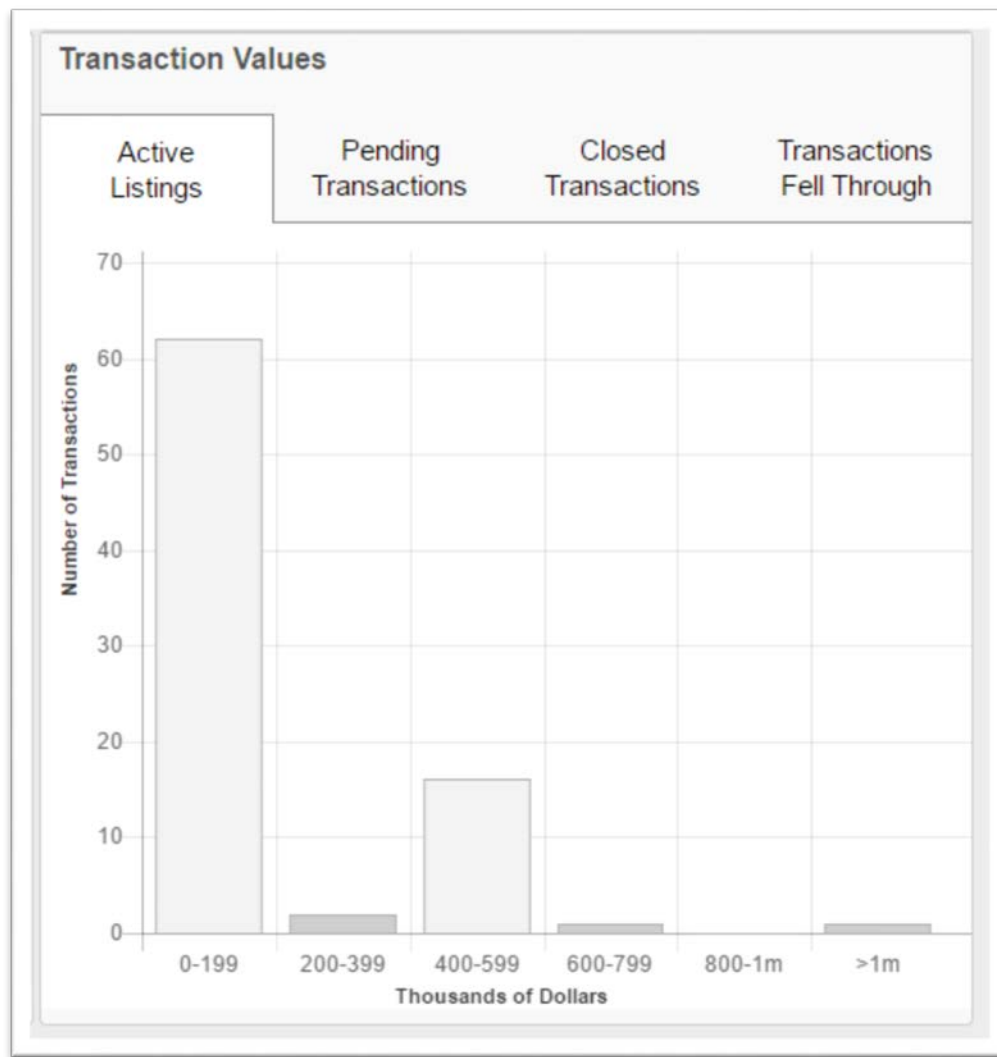 Transaction Values
Active
Listings
Pending
Transactions
Closed
Transactions
Transactions
Fell Through
70
60
50
40
30
20
10
0
Number of Transactions
0-199
200-399
400-599
600-799
800-1m
>1m
Thousands of Dollars